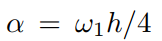 α = ω₁h/4